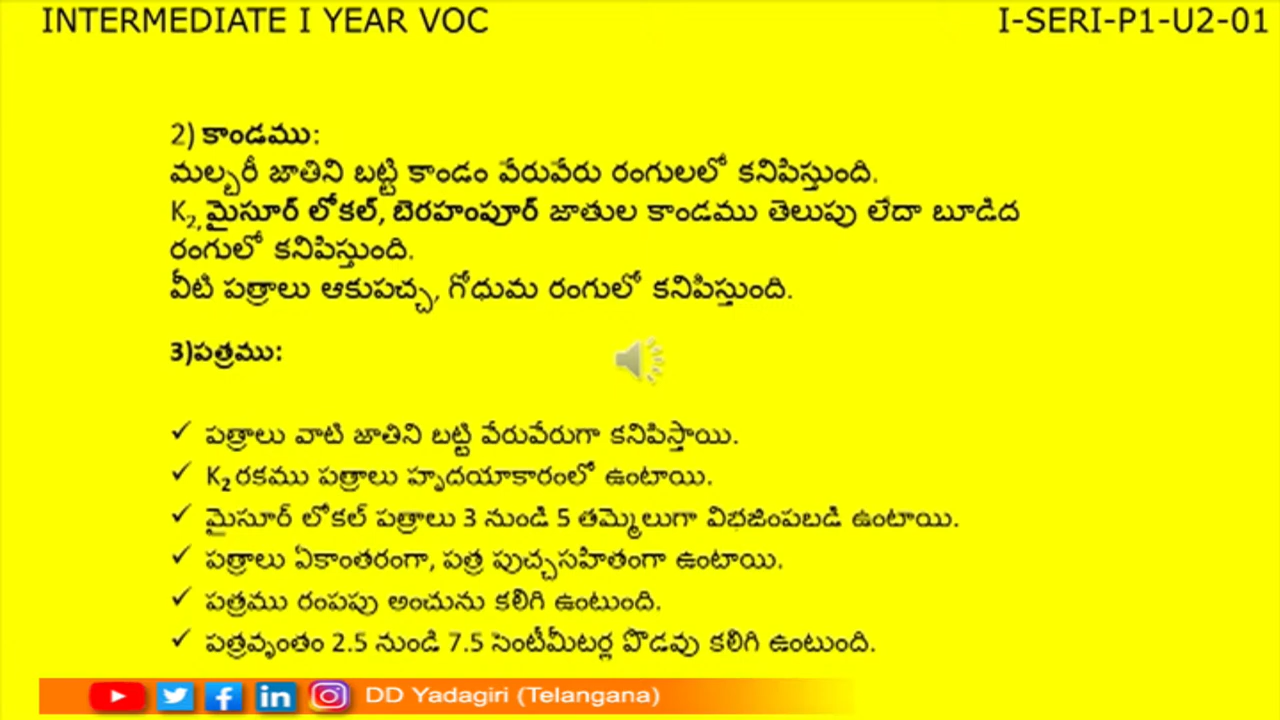 INTERMEDIATE I YEAR VOC
I-SERI-P1-U2-01
2) కాండము:
మల్బరీ జాతిని బట్టి కాండం వేరువేరు రంగులలో కనిపిస్తుంది.
K2, మైసూర్ లోకల్, బెరహంపూర్ జాతుల కాండము తెలుపు లేదా బూడిద
రంగులో కనిపిస్తుంది.
వీటి పత్రాలు ఆకుపచ్చ, గోధుమ రంగులో కనిపిస్తుంది.
3)పత్రము:
✓ పత్రాలు వాటి జాతిని బట్టి వేరువేరుగా కనిపిస్తాయి.
✓ K2 రకము పత్రాలు హృదయాకారంలో ఉంటాయి.
✓ మైసూర్ లోకల్ పత్రాలు 3 నుండి 5 తమ్మెలుగా విభజింపబడి ఉంటాయి.
✓ పత్రాలు ఏకాంతరంగా, పత్ర పుచ్చసహితంగా ఉంటాయి.
✓ పత్రము రంపపు అంచును కలిగి ఉంటుంది.
✓ పత్రవృంతం 2.5 నుండి 7.5 సెంటీమీటర్ల పొడవు కలిగి ఉంటుంది.
DD Yadagiri (Telangana)